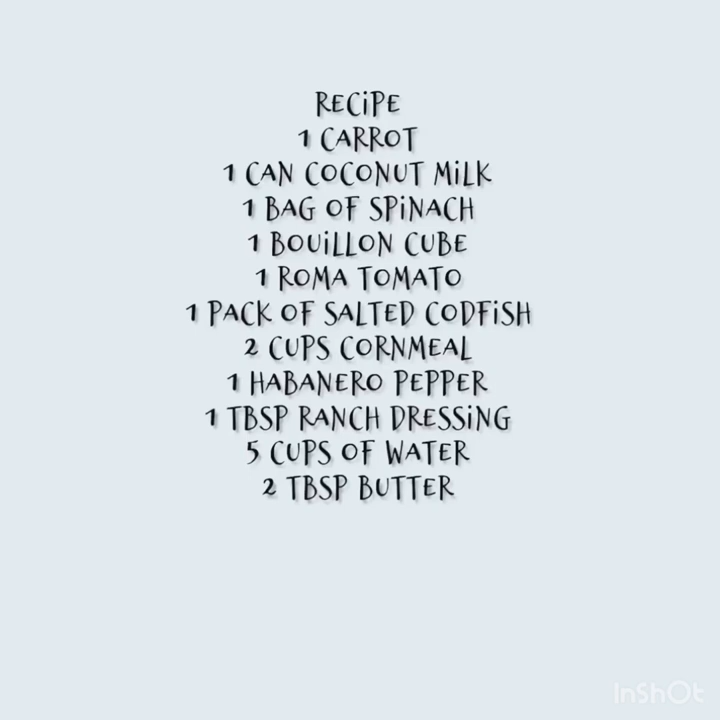 RECiPE
1 CARROT
1 CAN COCONUT MiLK
1 BAG OF SPiNACH
1 BOUiLLON CUBE
1 ROMA TOMATO
1 PACK OF SALTED CODFiSH
2 CUPS CORNMEAL
1 HABANERO PEPPER
1 TBSP RANCH DRESSiNG
5 CUPS OF WATER
2 TBSP BUTTER
InShOt